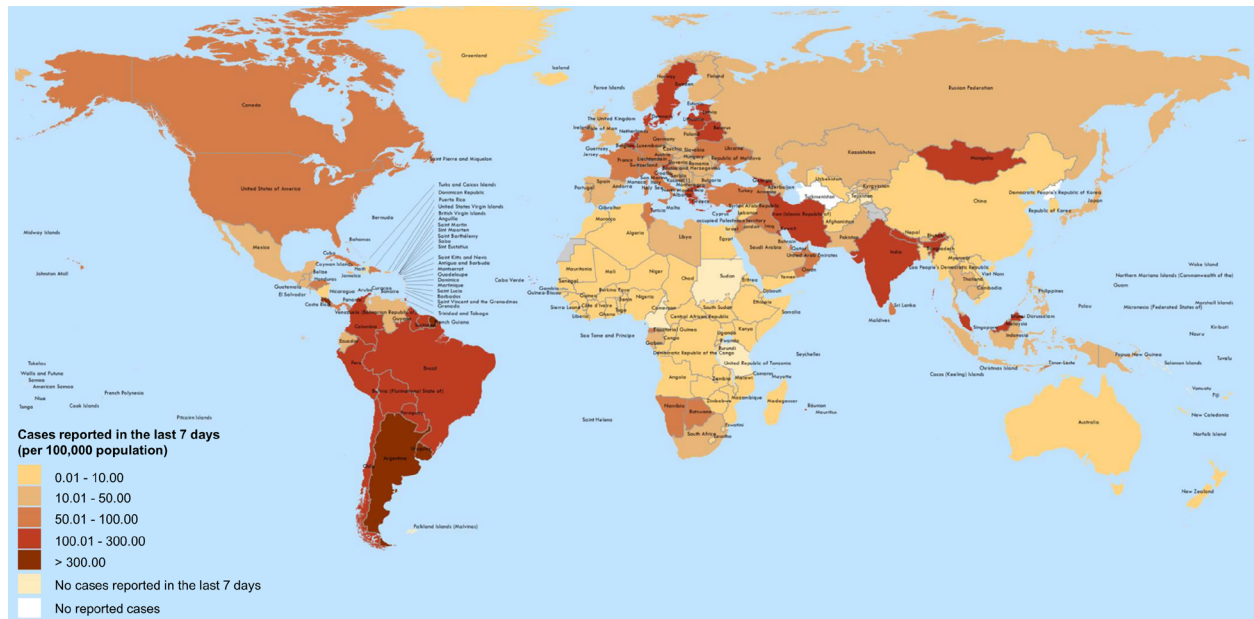 Greenland
Iceland
Faroe Islands
Norway
Sweden
Finland
Russian Federation
Canada
The United Kingdom
Isle of Man
Ireland
Netherlands
Guernsey
Jersey
Belgium
Luxembourg
Germany
Poland
Belarus
Ukraine
France
Liechtenstein
Switzerland
Hungary
Republic of Moldova
Kazakhstan
Mongolia
Saint Pierre and Miquelon
United States of America
Spain
Portugal
Andorra
Italy
Bulgaria
Turkey
Azerbaijan
Uzbekistan
Turkmenistan
Kyrgyzstan
China
Democratic People's Republic of Korea
Republic of Korea
Japan
Turks and Caicos Islands
Dominican Republic
Puerto Rico
United States Virgin Islands
British Virgin Islands
Anguilla
Saint Martin
Sint Maarten
Saint Barthelemy
Saba
Sint Eustatius
Saint Kitts and Nevis
Antigua and Barbuda
Montserrat
Guadeloupe
Dominica
Martinique
Saint Lucia
Barbados
Saint Vincent and the Grenadines
Grenada
Trinidad and Tobago
Bermuda
Bahamas
Midway Islands
Johnston Atoll
Mexico
Cuba
Cayman Islands
Haiti
Jamaica
Belize
Honduras
Guatemala
El Salvador
Nicaragua
Aruba
Curacao
Bonaire
Costa Rica
Panama
Venezuela (Bolivarian Republic of)
Guyana
French Guiana
Colombia
Ecuador
Peru
Brazil
Bolivia (Plurinational State of)
Paraguay
Chile
Argentina
Uruguay
Falkland Islands (Malvinas)
Gibraltar
Morocco
Tunisia
Malta
Algeria
Libya
Egypt
Cyprus
Syrian Arab Republic
Lebanon
occupied Palestinian territory
Israel
Jordan
Iraq
Iran (Islamic Republic of)
Kuwait
Bahrain
Qatar
Saudi Arabia
United Arab Emirates
Oman
Yemen
Afghanistan
Pakistan
Nepal
Bhutan
Bangladesh
India
Myanmar
Lao People's Democratic Republic
Thailand
Viet Nam
Cambodia
Philippines
Sri Lanka
Maldives
Cabo Verde
Mauritania
Mali
Niger
Chad
Sudan
Eritrea
Djibouti
Senegal
Gambia
Guinea-Bissau
Guinea
Sierra Leone
Liberia
Côte d'Ivoire
Burkina Faso
Ghana
Togo
Benin
Nigeria
Cameroon
Central African Republic
South Sudan
Ethiopia
Somalia
Sao Tome and Principe
Equatorial Guinea
Gabon
Congo
Democratic Republic of the Congo
Uganda
Kenya
Rwanda
Burundi
United Republic of Tanzania
Seychelles
Comoros
Mayotte
Angola
Zambia
Malawi
Mozambique
Madagascar
Zimbabwe
Namibia
Botswana
South Africa
Eswatini
Lesotho
Réunion
Mauritius
Saint Helena
Brunei Darussalam
Malaysia
Singapore
Indonesia
Timor-Leste
Christmas Island
Cocos (Keeling) Islands
Papua New Guinea
Solomon Islands
Australia
New Zealand
Wake Island
Northern Mariana Islands (Commonwealth of the)
Guam
Marshall Islands
Micronesia (Federated States of)
Palau
Kiribati
Nauru
Tuvalu
Vanuatu
Fiji
New Caledonia
Norfolk Island
Tokelau
Wallis and Futuna
Samoa
American Samoa
Niue
Tonga
Cook Islands
French Polynesia
Pitcairn Islands
Cases reported in the last 7 days
(per 100,000 population)
0.01 - 10.00
10.01 - 50.00
50.01 - 100.00
100.01 - 300.00
> 300.00
No cases reported in the last 7 days
No reported cases